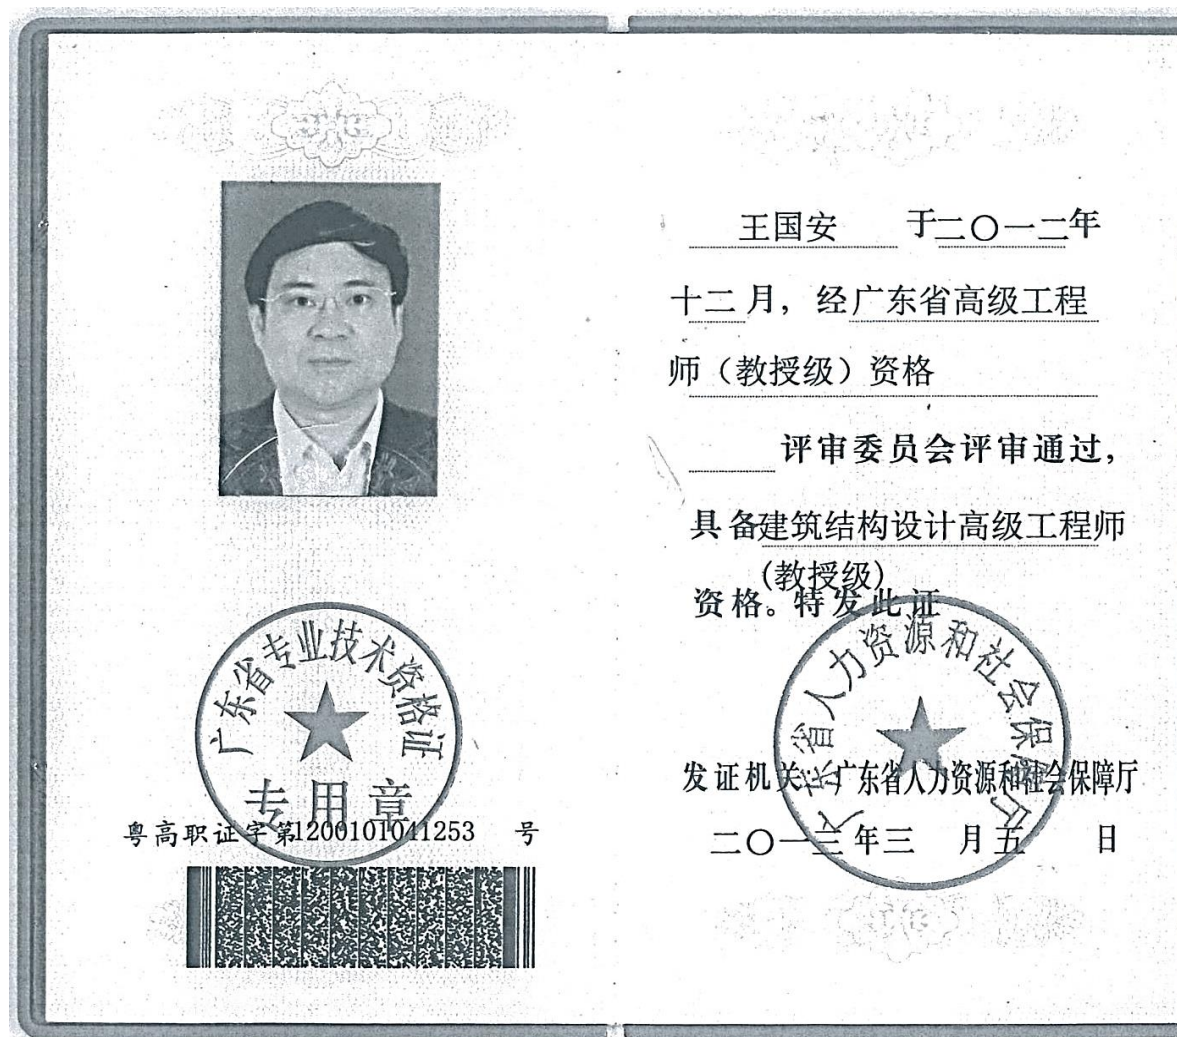 广东省专业技术资格证
专用章
粤高职证字第1200101041253 号
王国安 于二〇一二年
十二月，经广东省高级工程
师（教授级）资格
评审委员会评审通过，
具备建筑结构设计高级工程师
(教授级)
资格。特发此证
广东省人力资源和社会保障厅
发证机关：广东省人力资源和社会保障厅
二〇一三年三 月五 日